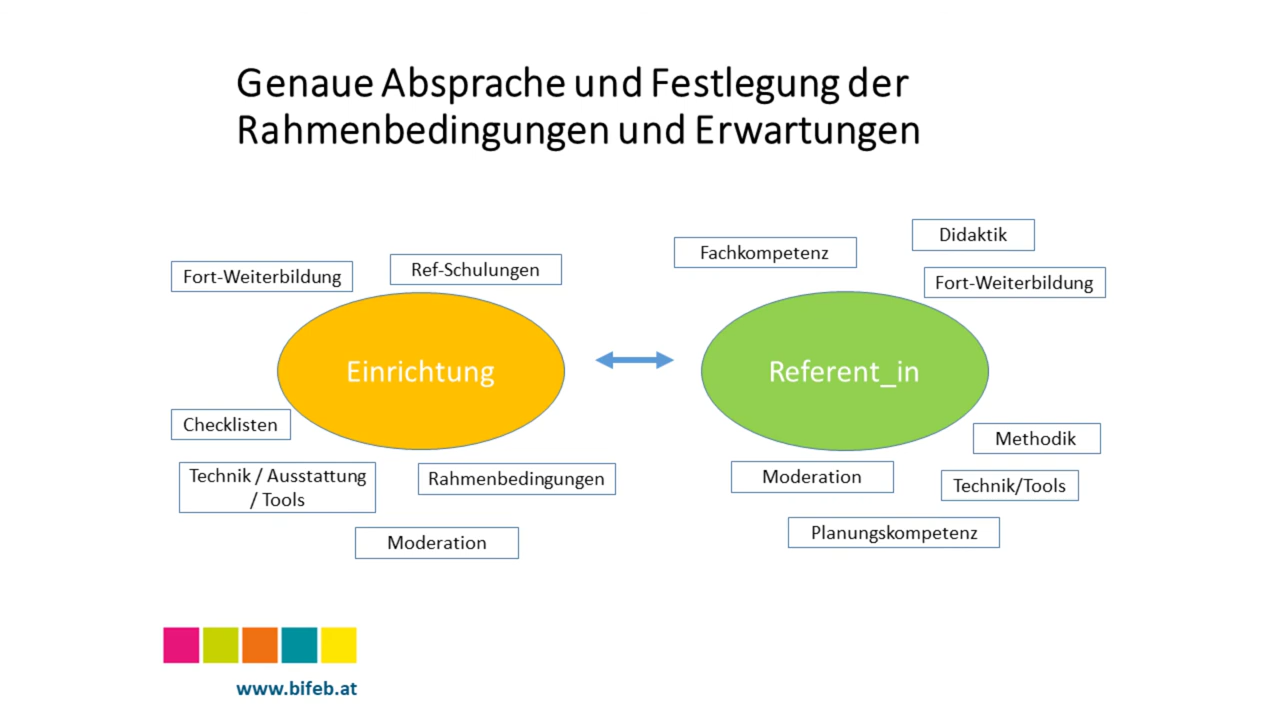 Genaue Absprache und Festlegung der
Rahmenbedingungen und Erwartungen
Fort-Weiterbildung
Ref-Schulungen
Einrichtung
Checklisten
Technik / Ausstattung
/ Tools
Rahmenbedingungen
Moderation
Fachkompetenz
Didaktik
Fort-Weiterbildung
Referent_in
Methodik
Moderation
Technik/Tools
Planungskompetenz
www.bifeb.at